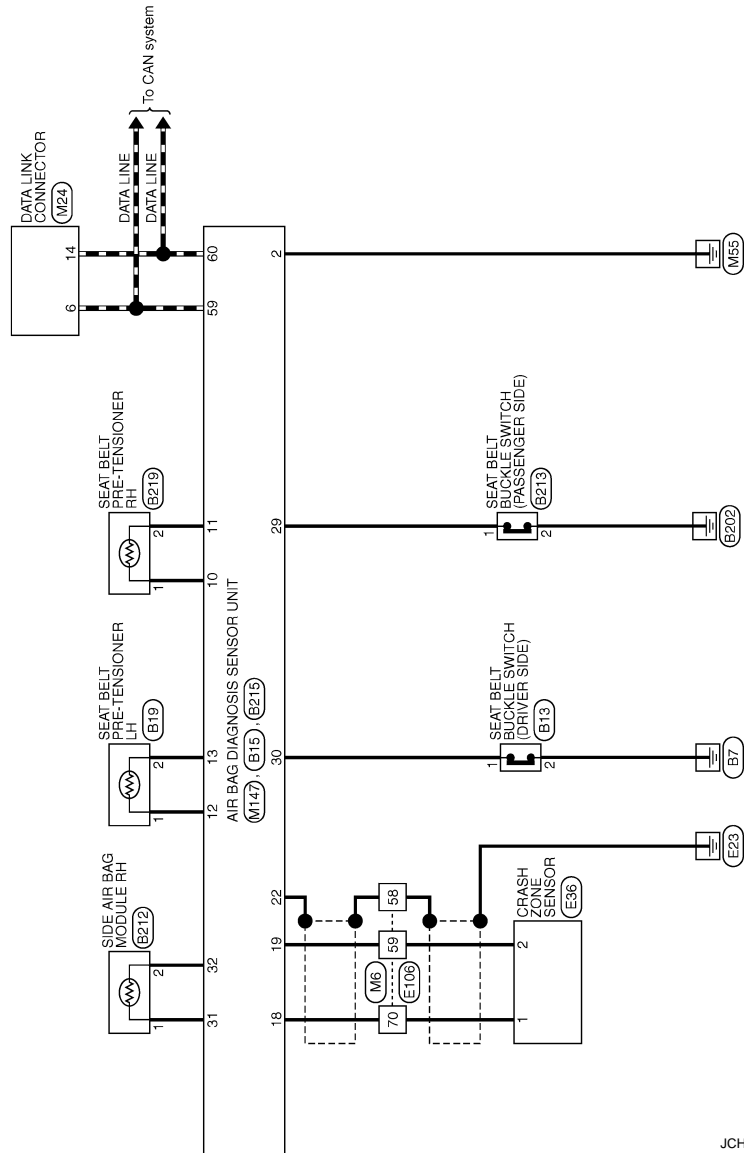 DATA LINK
CONNECTOR
M24
6
14
DATA LINE
DATA LINE
To CAN system
59
60
2
M55
SEAT BELT
PRE-TENSIONER
RH
B219
1
2
10
11
29
SEAT BELT
BUCKLE SWITCH
(PASSENGER SIDE)
B213
1
2
B202
SEAT BELT
PRE-TENSIONER
LH
B19
1
2
12
13
AIR BAG DIAGNOSIS SENSOR UNIT
M147 , B15 , B215
30
SEAT BELT
BUCKLE SWITCH
(DRIVER SIDE)
B13
1
2
B7
SIDE AIR BAG
MODULE RH
B212
1
2
31
32
18
19
22
70
59
58
M6
E106
CRASH
ZONE
SENSOR
E36
1
2
E23
JCH